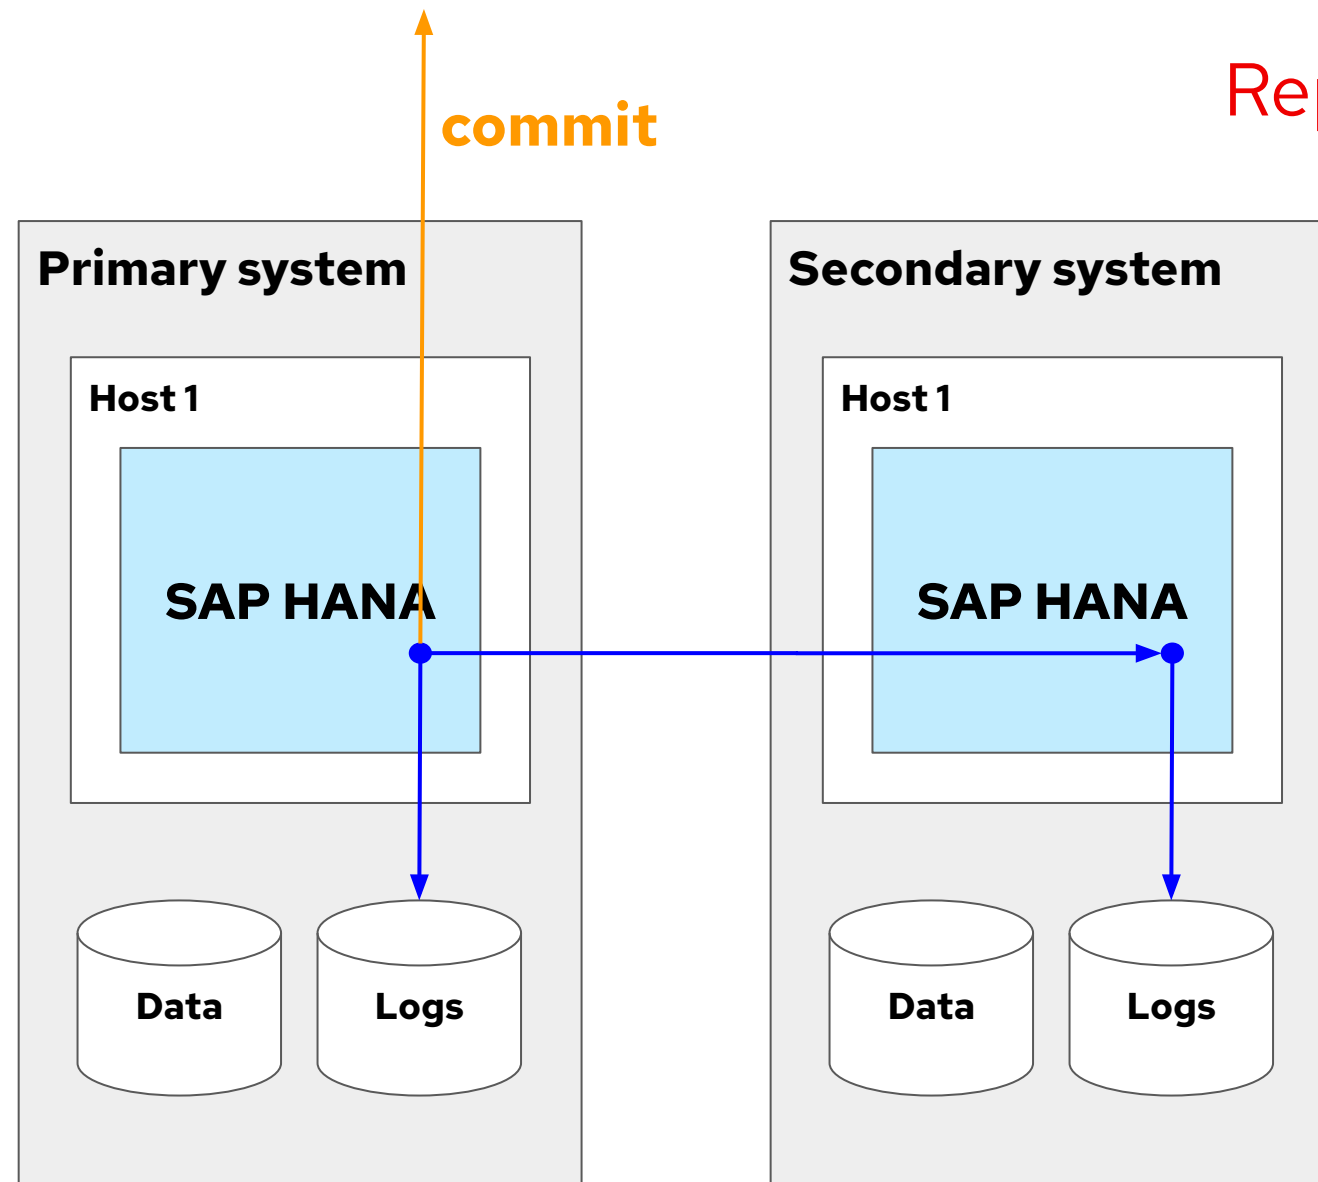 commit
Primary system
Host 1
SAP HANA
Data
Logs
Secondary system
Host 1
SAP HANA
Data
Logs